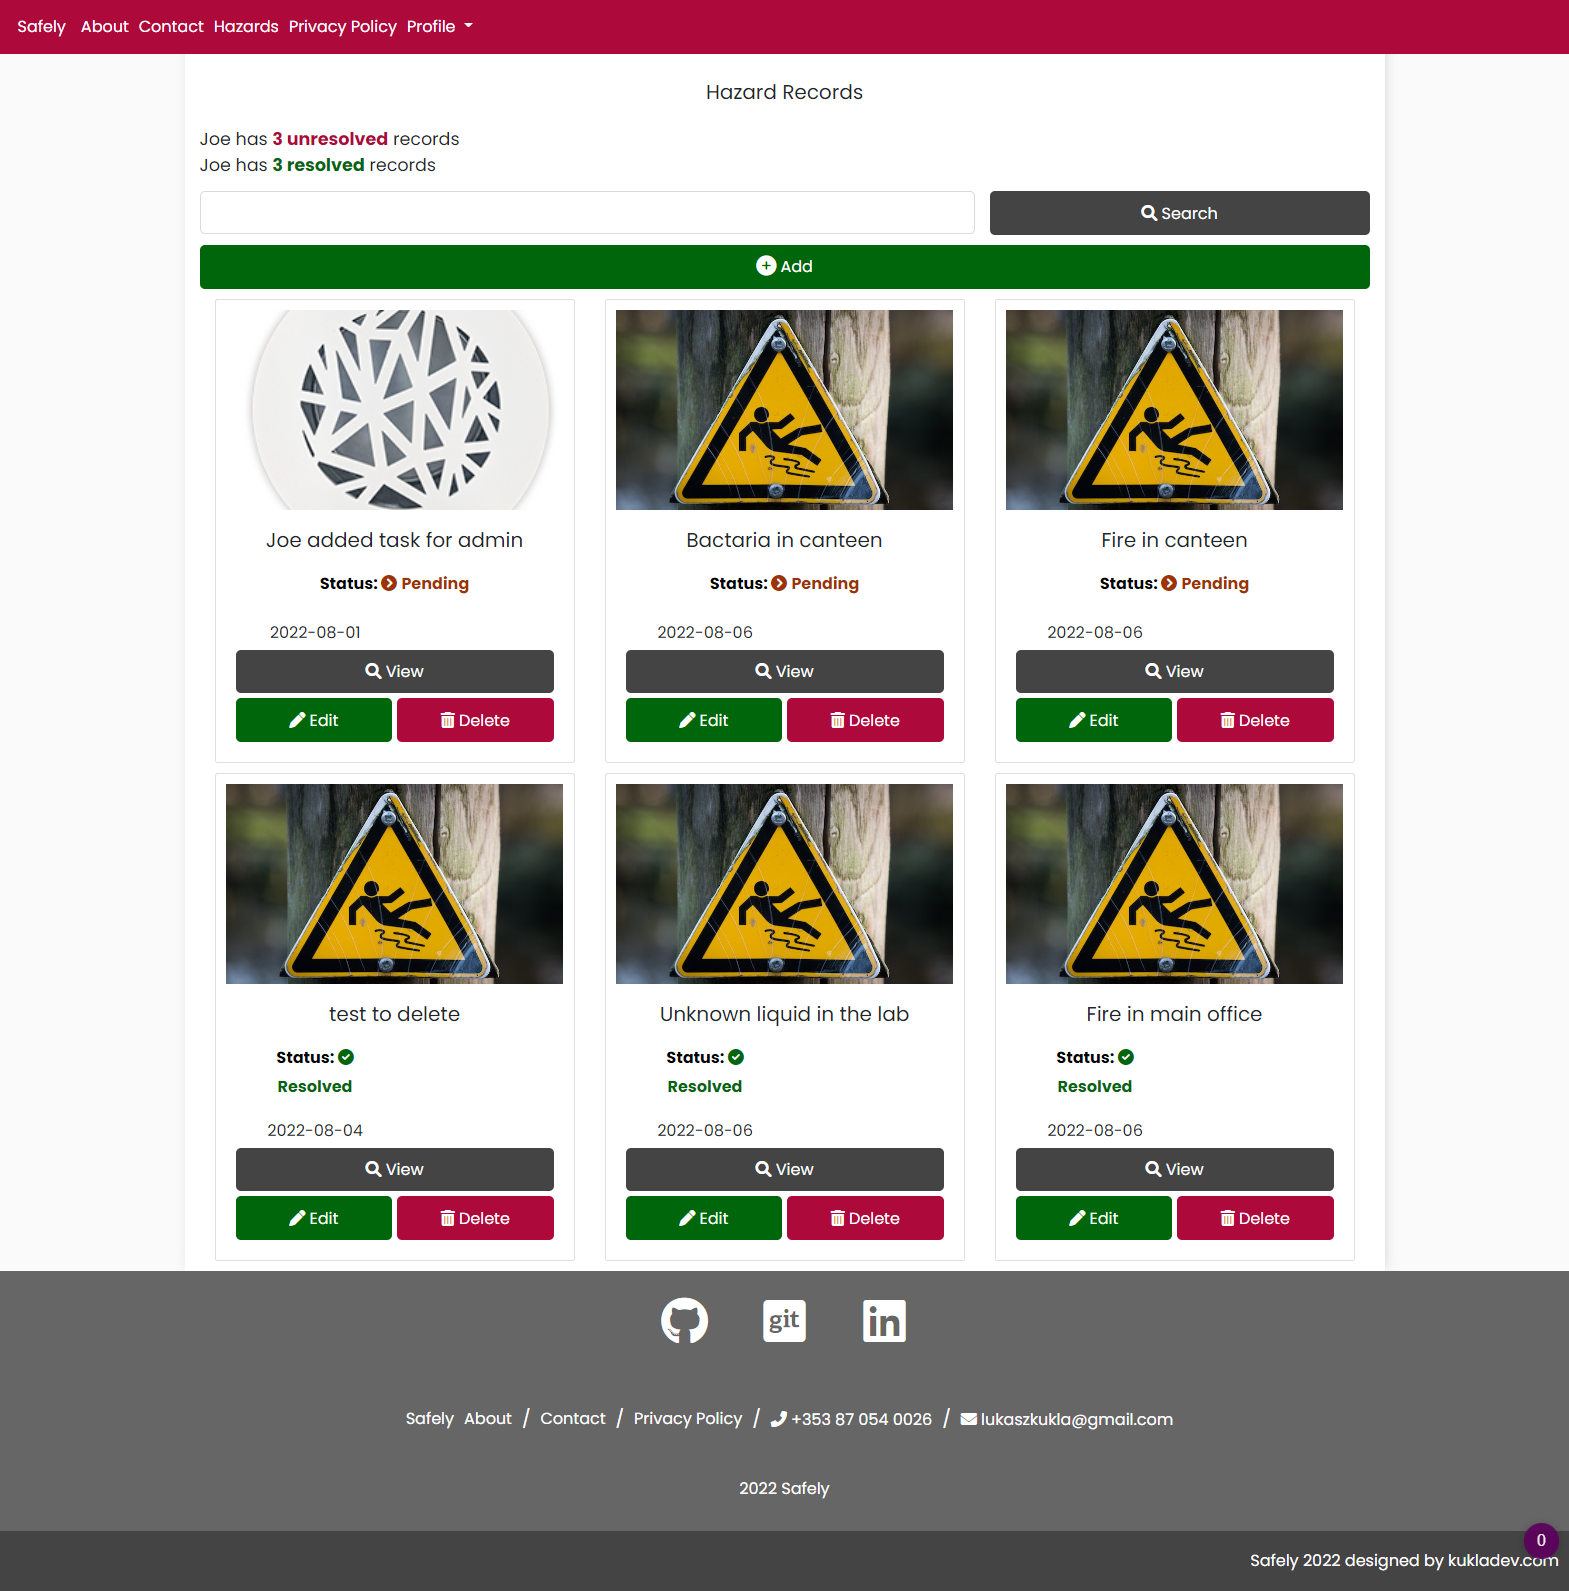 Safely About Contact Hazards Privacy Policy Profile
Hazard Records
Joe has 3 unresolved records
Joe has 3 resolved records
Search
Add
Joe added task for admin
Status: Pending
2022-08-01
View
Edit Delete
Bactaria in canteen
Status: Pending
2022-08-06
View
Edit Delete
Fire in canteen
Status: Pending
2022-08-06
View
Edit Delete
test to delete
Status:
Resolved
2022-08-04
View
Edit Delete
Unknown liquid in the lab
Status:
Resolved
2022-08-06
View
Edit Delete
Fire in main office
Status:
Resolved
2022-08-06
View
Edit Delete
git in
Safely About / Contact / Privacy Policy / +353 87 054 0026 / lukaszkukla@gmail.com
2022 Safely
0
Safely 2022 designed by kukladev.com